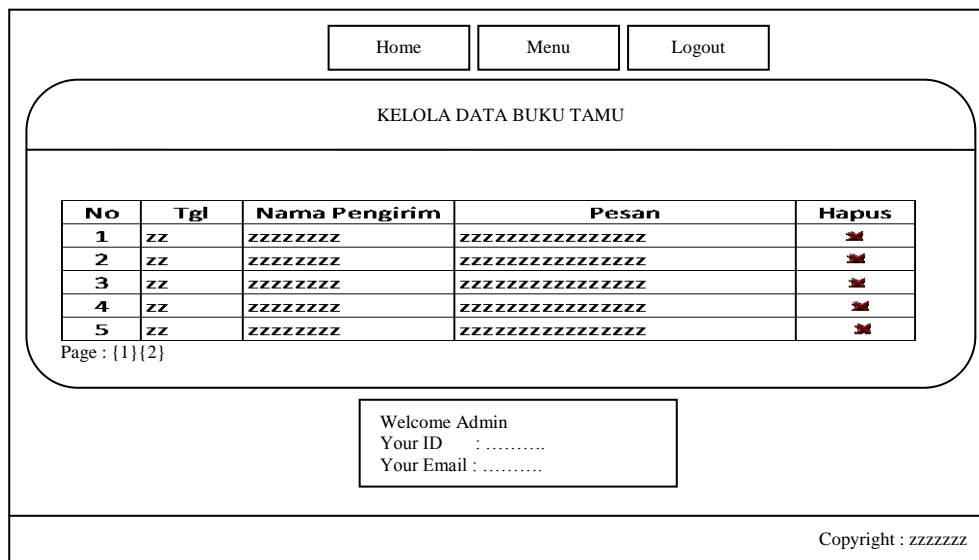 Home Menu Logout
KELOLA DATA BUKU TAMU
No Tgl Nama Pengirim Pesan Hapus
1 zz zzzzzzzz zzzzzzzzzzzzzzzz
2 zz zzzzzzzz zzzzzzzzzzzzzzzz
3 zz zzzzzzzz zzzzzzzzzzzzzzzz
4 zz zzzzzzzz zzzzzzzzzzzzzzzz
5 zz zzzzzzzz zzzzzzzzzzzzzzzz
Page : {1}{2}
Welcome Admin
Your ID : ……….
Your Email : ……….
Copyright : zzzzzzz